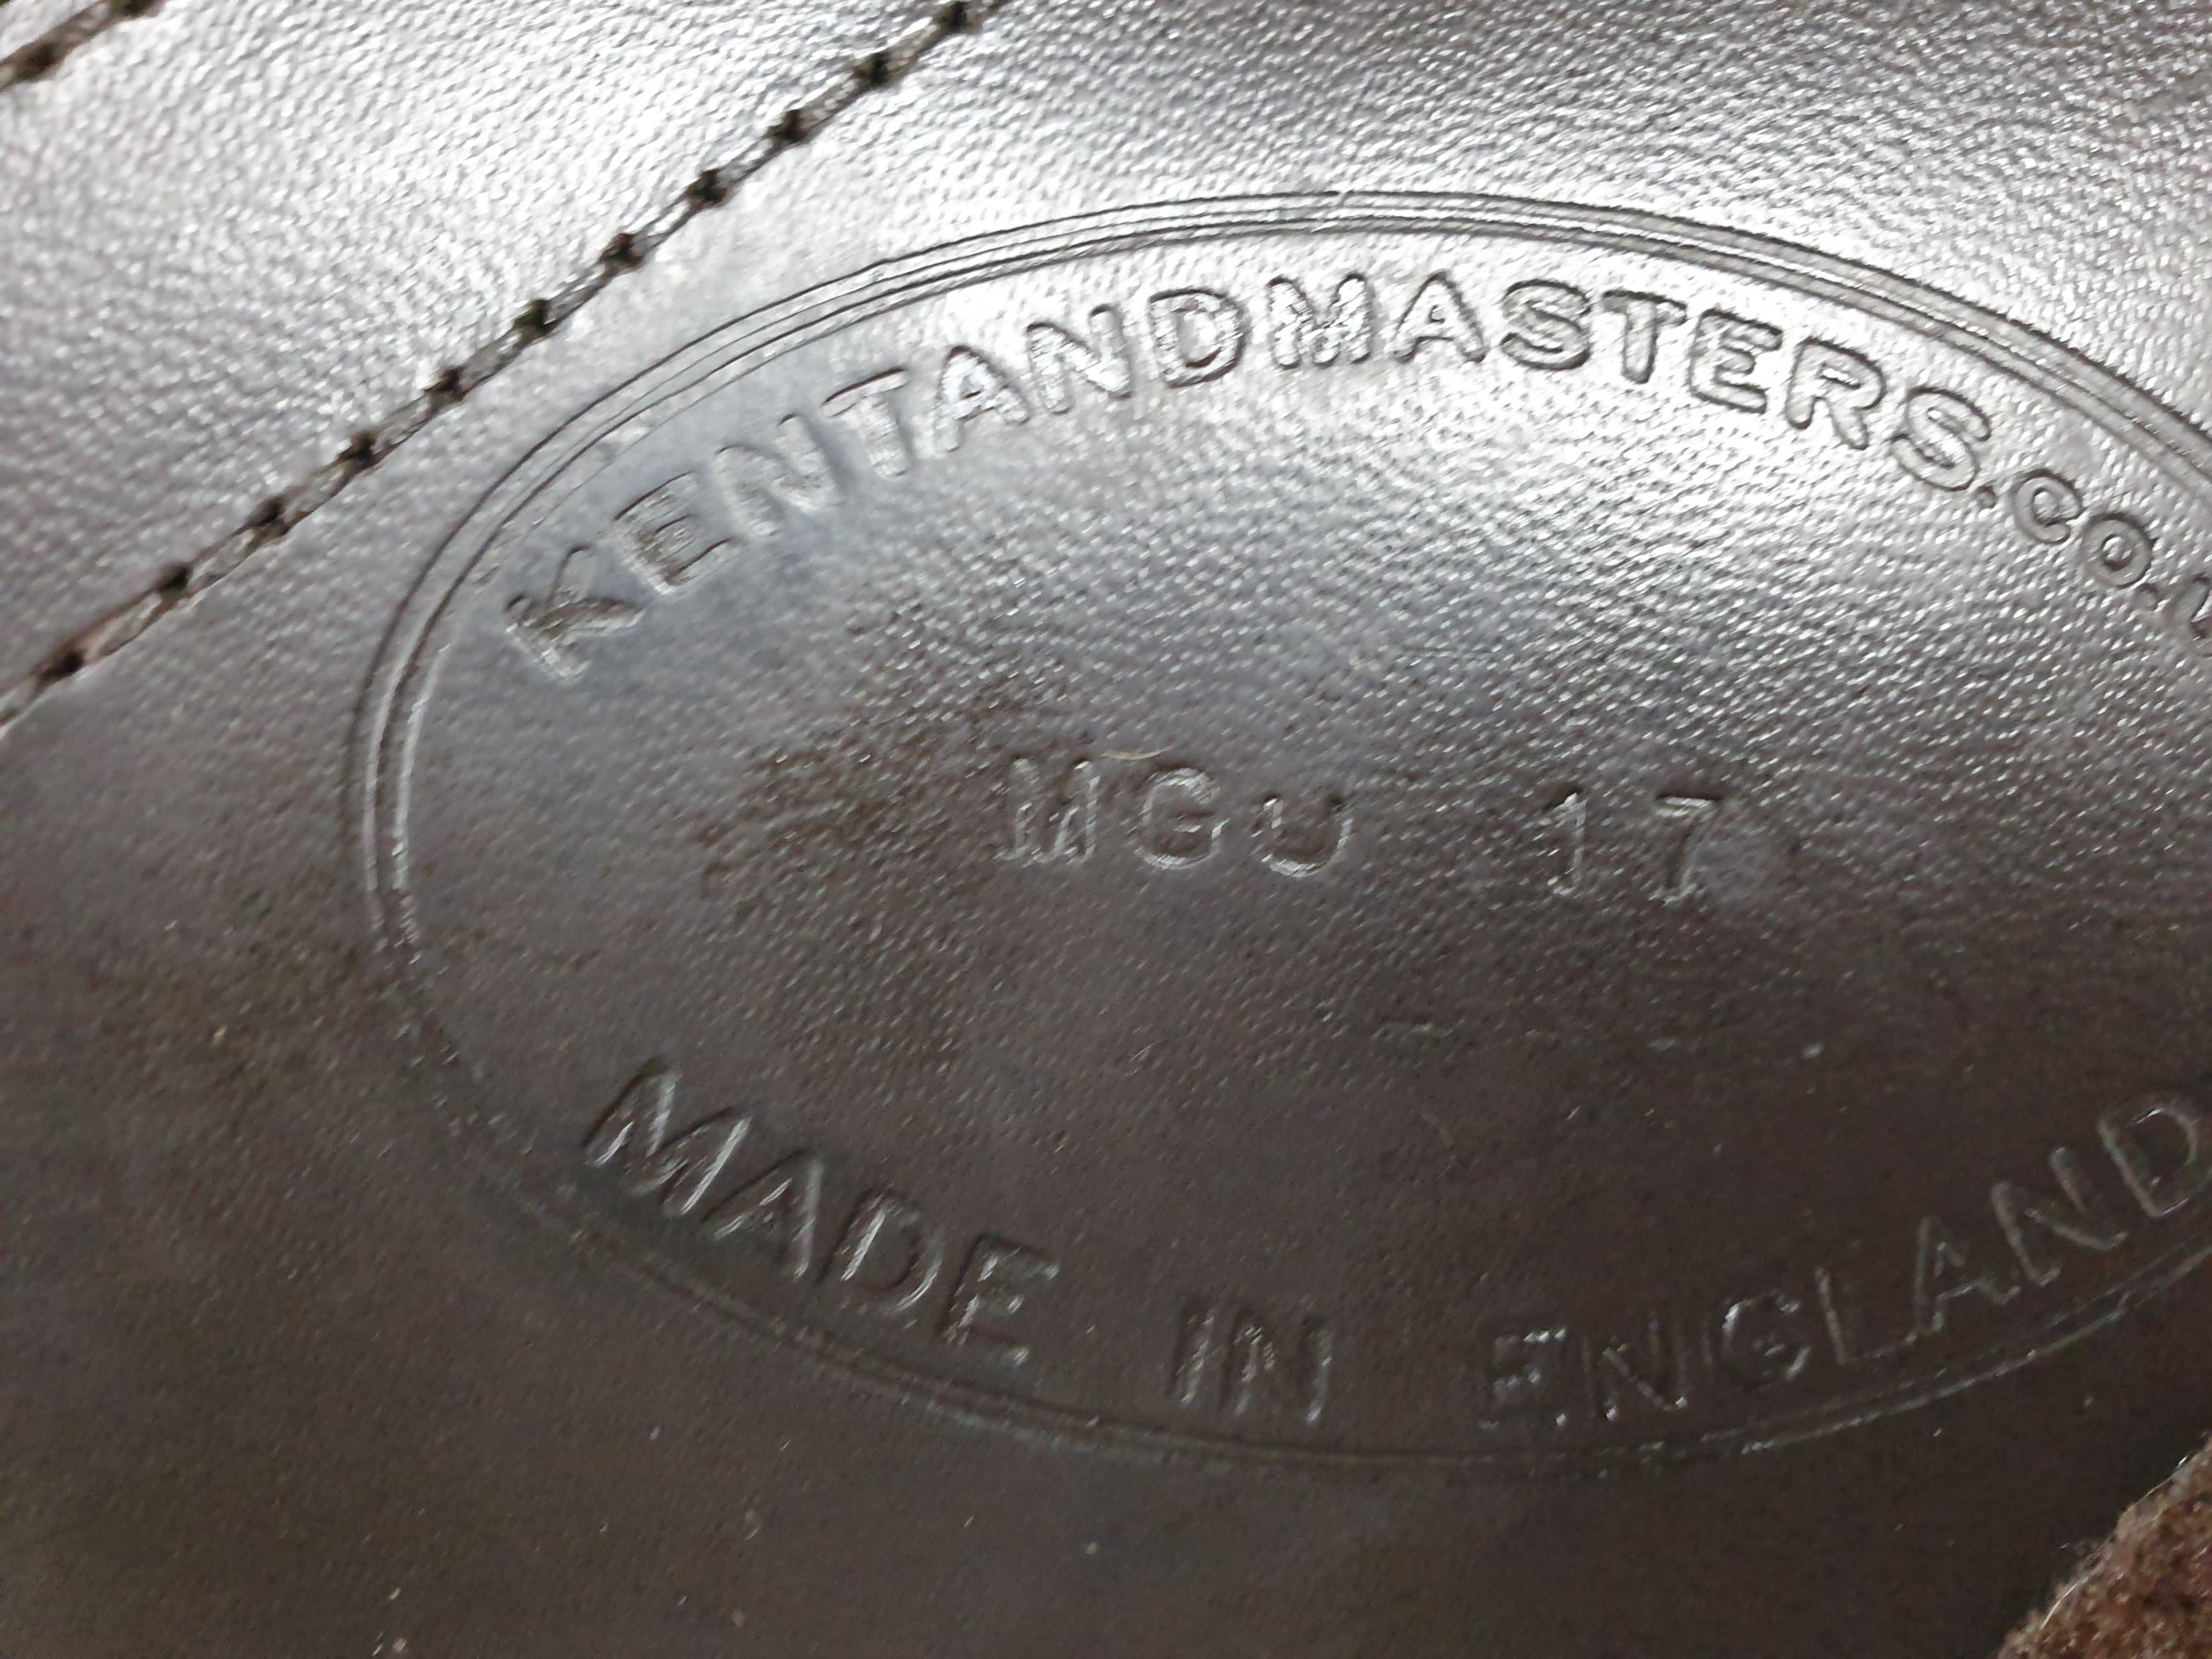 KENTANDMASTERS.CO.
MGU 17
MADE IN ENGLAND